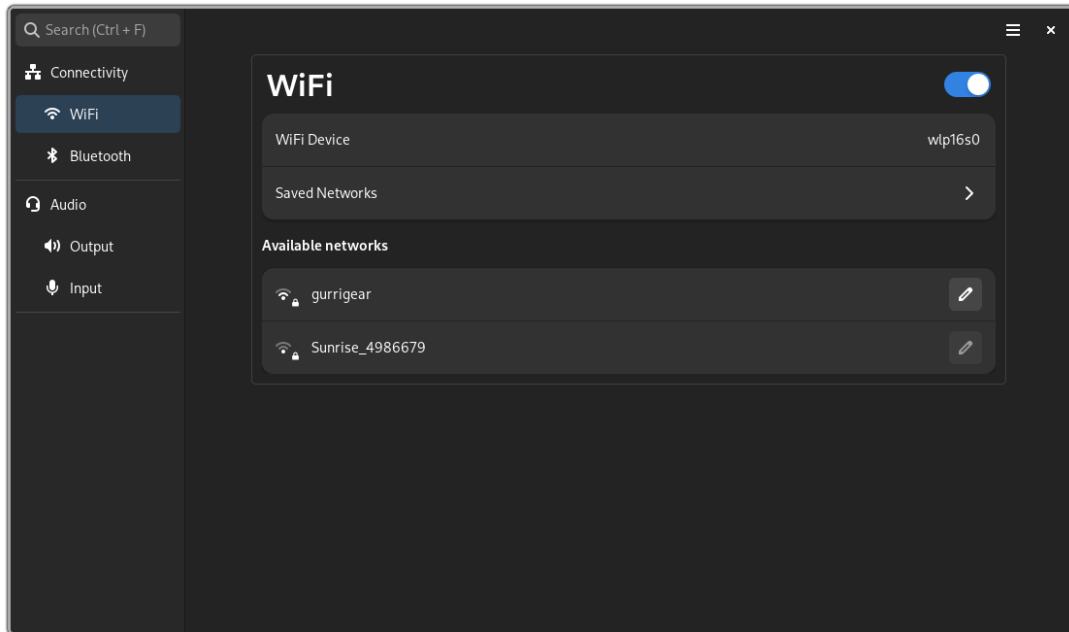 Search (Ctrl + F)
Connectivity
WiFi
Bluetooth
Audio
Output
Input
WiFi
WiFi Device wlp16s0
Saved Networks
Available networks
gurrigear
Sunrise_4986679